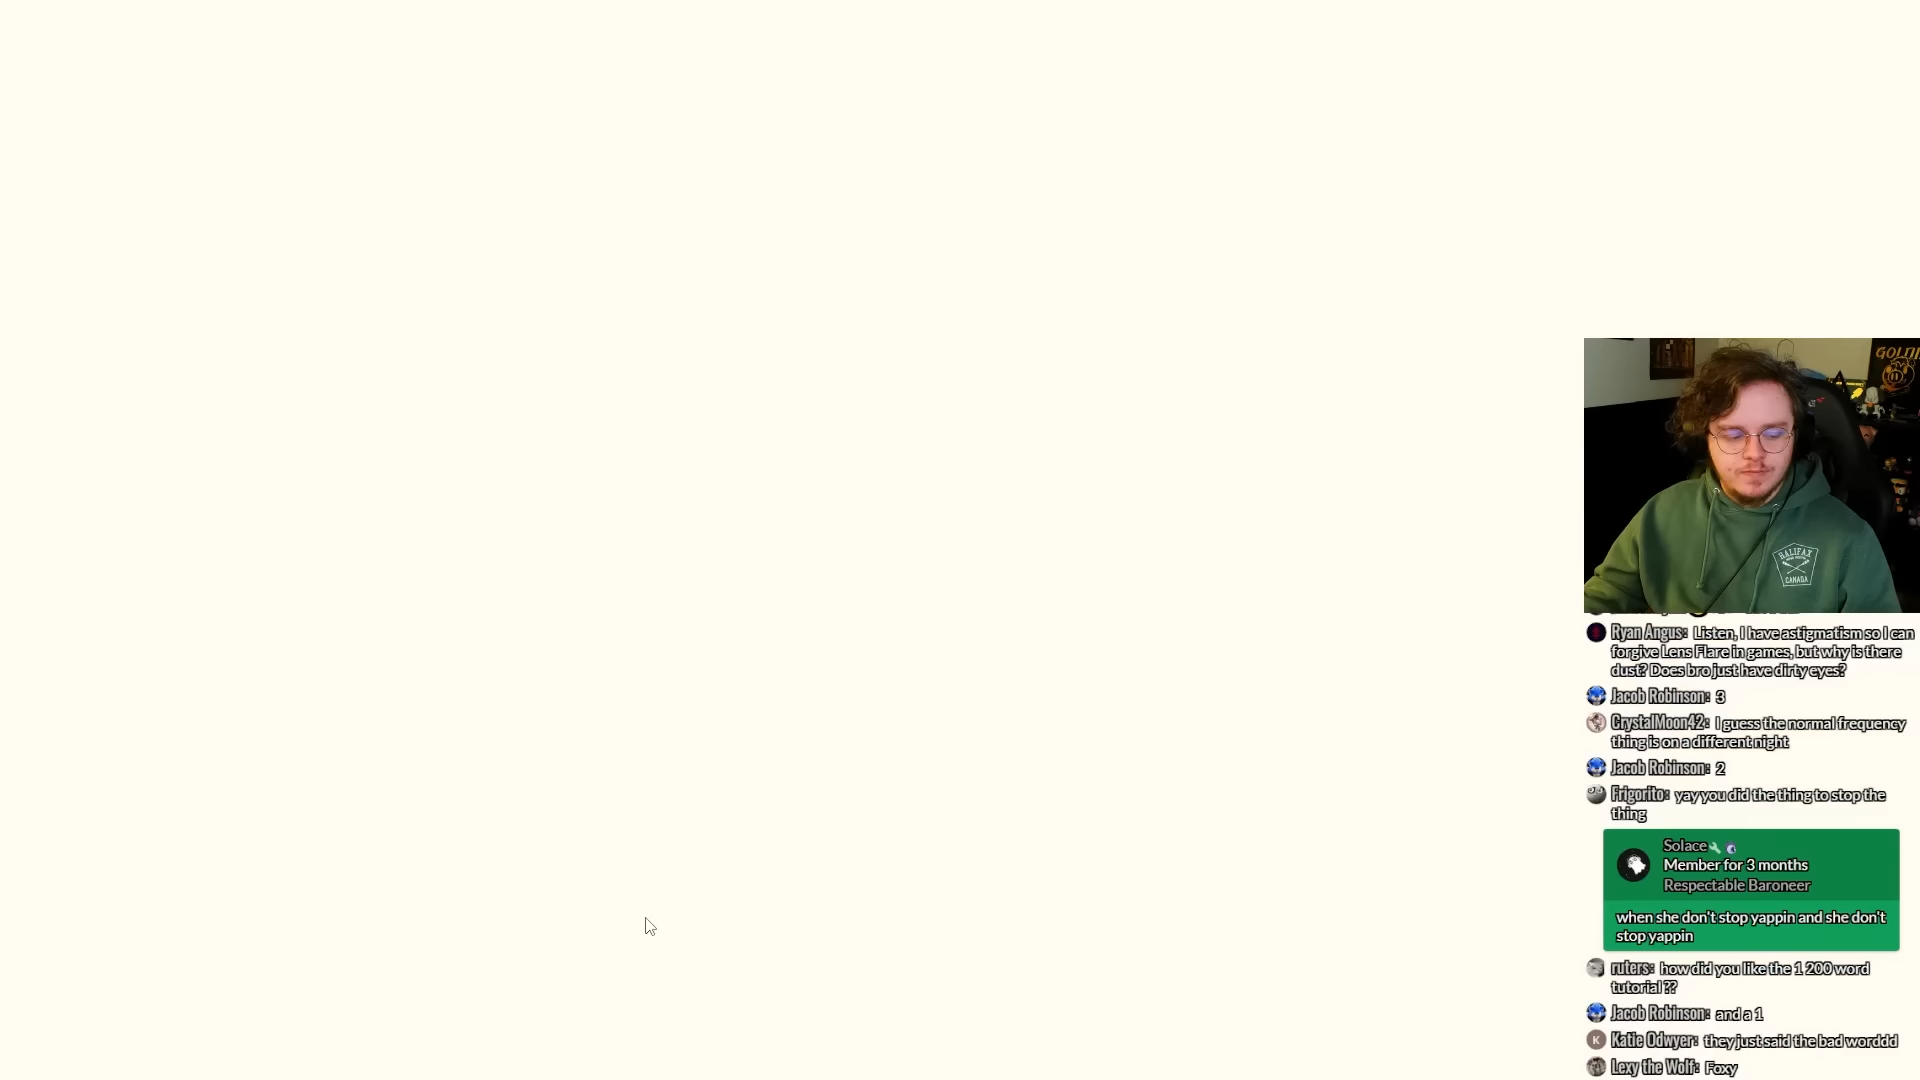 GOLDI
HALIFAX
CANADA
Ryan Angus: Listen, I have astigmatism so I can
forgive Lens Flare in games, but why is there
dust? Does bro just have dirty eyes?
Jacob Robinson: 3
CrystalMoon42: I guess the normal frequency
thing is on a different night
Jacob Robinson: 2
Frigorito: yay you did the thing to stop the
thing
Solace
Member for 3 months
Respectable Baroneer
when she don't stop yappin and she don't
stop yappin
ruters: how did you like the 1 200 word
tutorial ??
Jacob Robinson: and a 1
K
Katie Odwyer: they just said the bad worddd
Lexy the Wolf: Foxy